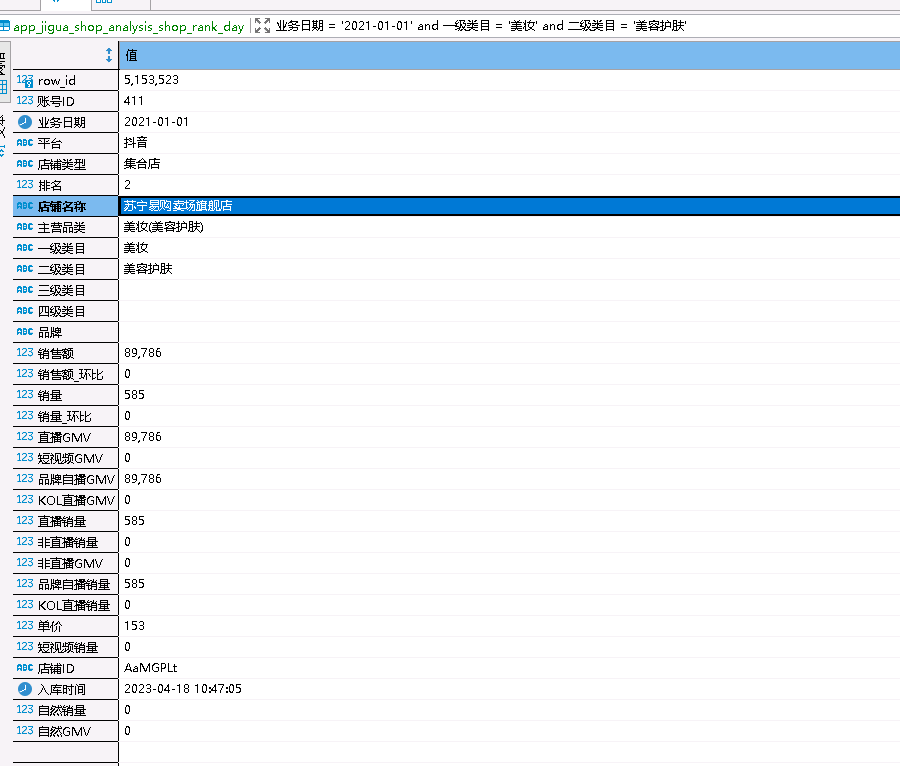 app_jigua_shop_analysis_shop_rank_day 业务日期 = '2021-01-01' and 一级类目 = '美妆' and 二级类目 = '美容护肤'
值
123 row_id 5,153,523
123 账号ID 411
业务日期 2021-01-01
ABC 平台 抖音
ABC 店铺类型 集合店
123 排名 2
ABC 店铺名称 苏宁易购卖场旗舰店
ABC 主营品类 美妆(美容护肤)
ABC 一级类目 美妆
ABC 二级类目 美容护肤
ABC 三级类目
ABC 四级类目
ABC 品牌
123 销售额 89,786
123 销售额_环比 0
123 销量 585
123 销量_环比 0
123 直播GMV 89,786
123 短视频GMV 0
123 品牌自播GMV 89,786
123 KOL直播GMV 0
123 直播销量 585
123 非直播销量 0
123 非直播GMV 0
123 品牌自播销量 585
123 KOL直播销量 0
123 单价 153
123 短视频销量 0
ABC 店铺ID AaMGPLt
入库时间 2023-04-18 10:47:05
123 自然销量 0
123 自然GMV 0